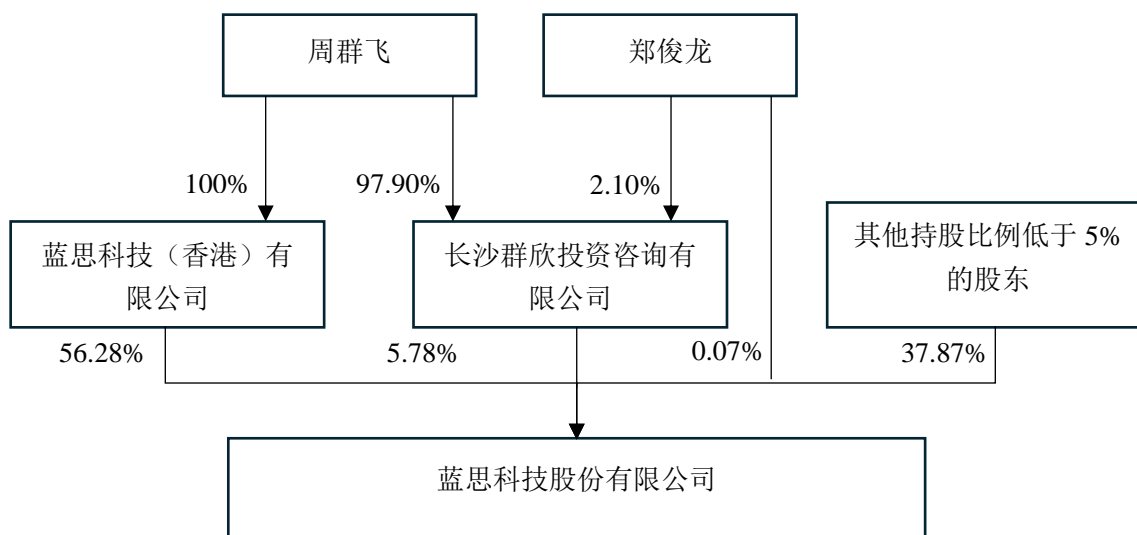 周群飞
郑俊龙
100%
97.90%
2.10%
蓝思科技（香港）有
限公司
长沙群欣投资咨询有
限公司
其他持股比例低于 5%
的股东
56.28%
5.78%
0.07%
37.87%
蓝思科技股份有限公司